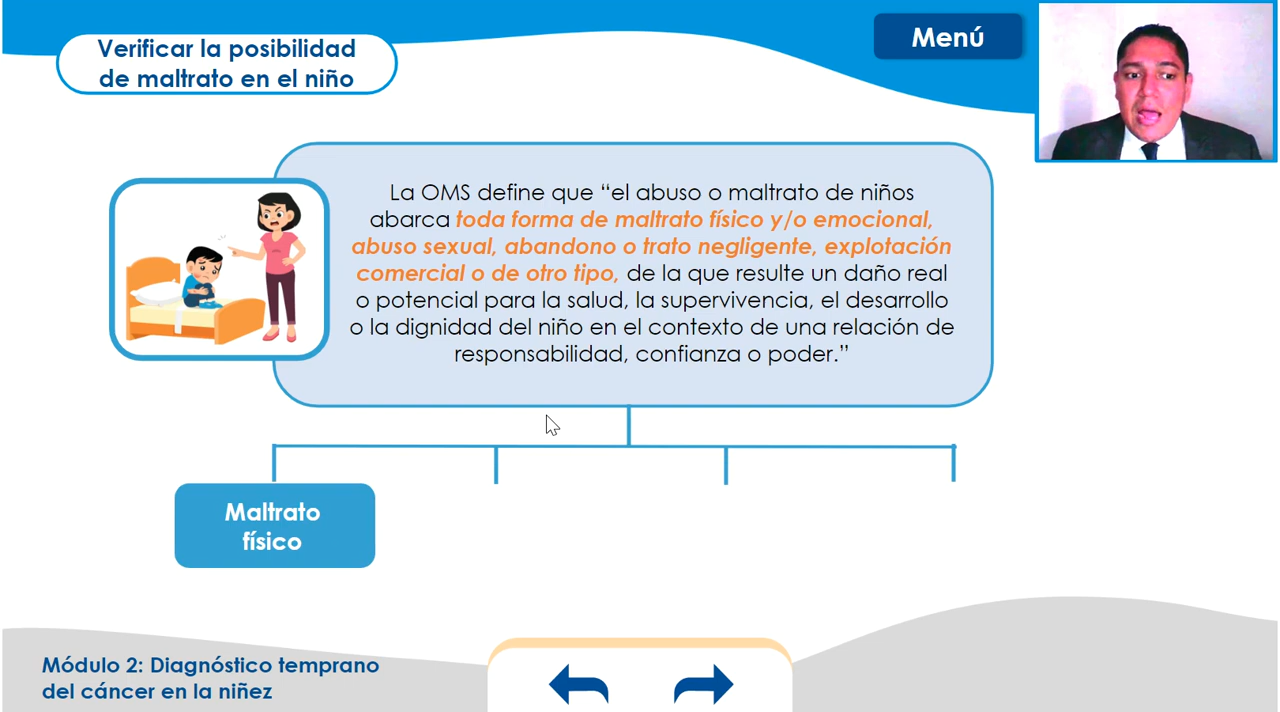 Verificar la posibilidad
de maltrato en el niño
Menú
La OMS define que “el abuso o maltrato de niños
abarca toda forma de maltrato físico y/o emocional,
abuso sexual, abandono o trato negligente, explotación
comercial o de otro tipo, de la que resulte un daño real
o potencial para la salud, la supervivencia, el desarrollo
o la dignidad del niño en el contexto de una relación de
responsabilidad, confianza o poder.”
Maltrato
físico
Módulo 2: Diagnóstico temprano
del cáncer en la niñez